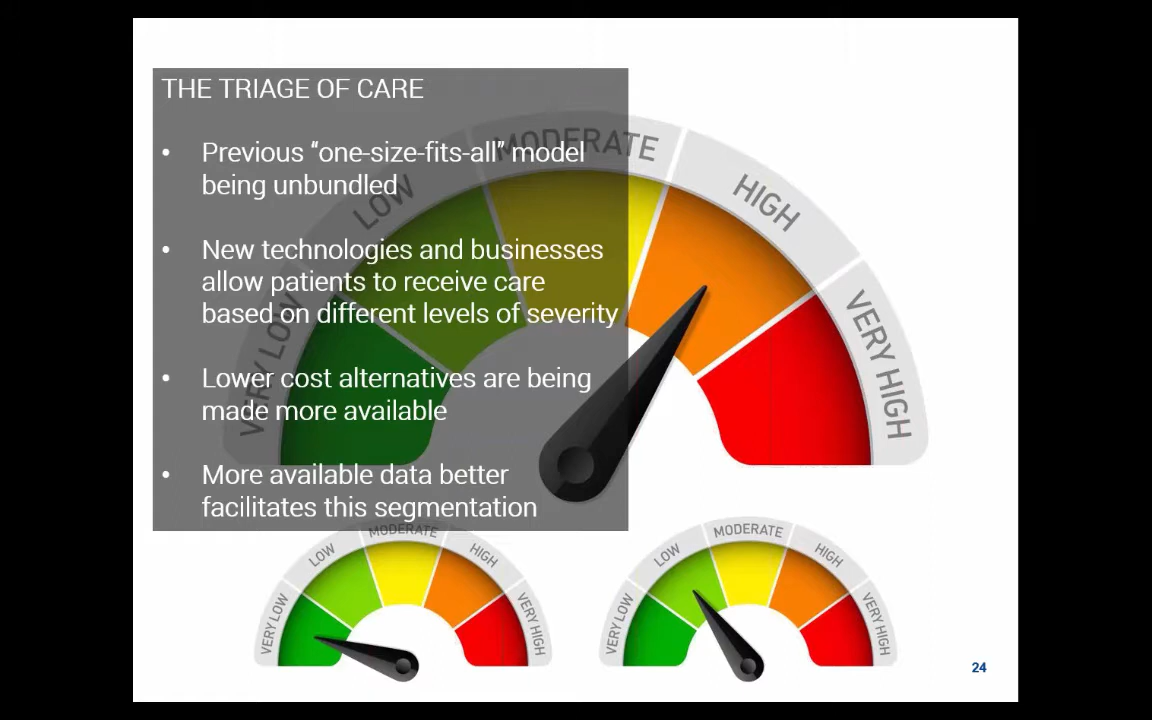 THE TRIAGE OF CARE
• Previous “one-size-fits-all” model
being unbundled
• New technologies and businesses
allow patients to receive care
based on different levels of severity
• Lower cost alternatives are being
made more available
• More available data better
facilitates this segmentation
VERY LOW
LOW
MODERATE
HIGH
VERY HIGH
VERY LOW
LOW
MODERATE
HIGH
VERY HIGH
VERY LOW
LOW
MODERATE
HIGH
VERY HIGH
24